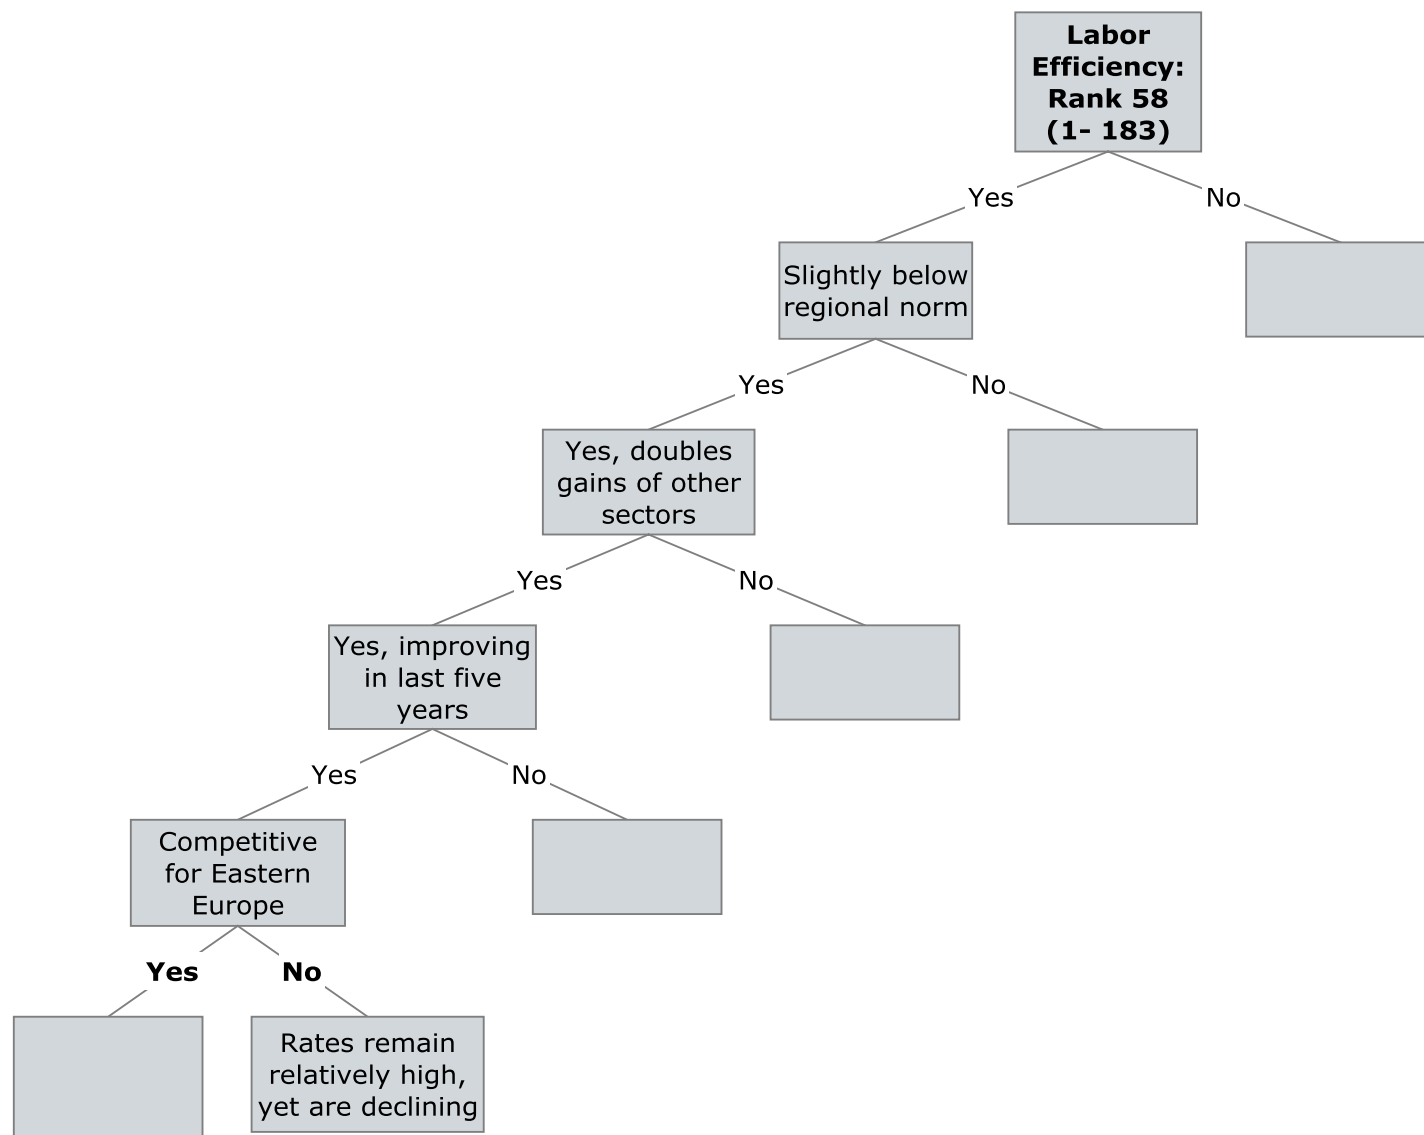 Labor
Efficiency:
Rank 58
(1- 183)
Yes
No
Slightly below
regional norm
Yes
No
Yes, doubles
gains of other
sectors
Yes
No
Yes, improving
in last five
years
Yes
No
Competitive
for Eastern
Europe
Yes
No
Rates remain
relatively high,
yet are declining